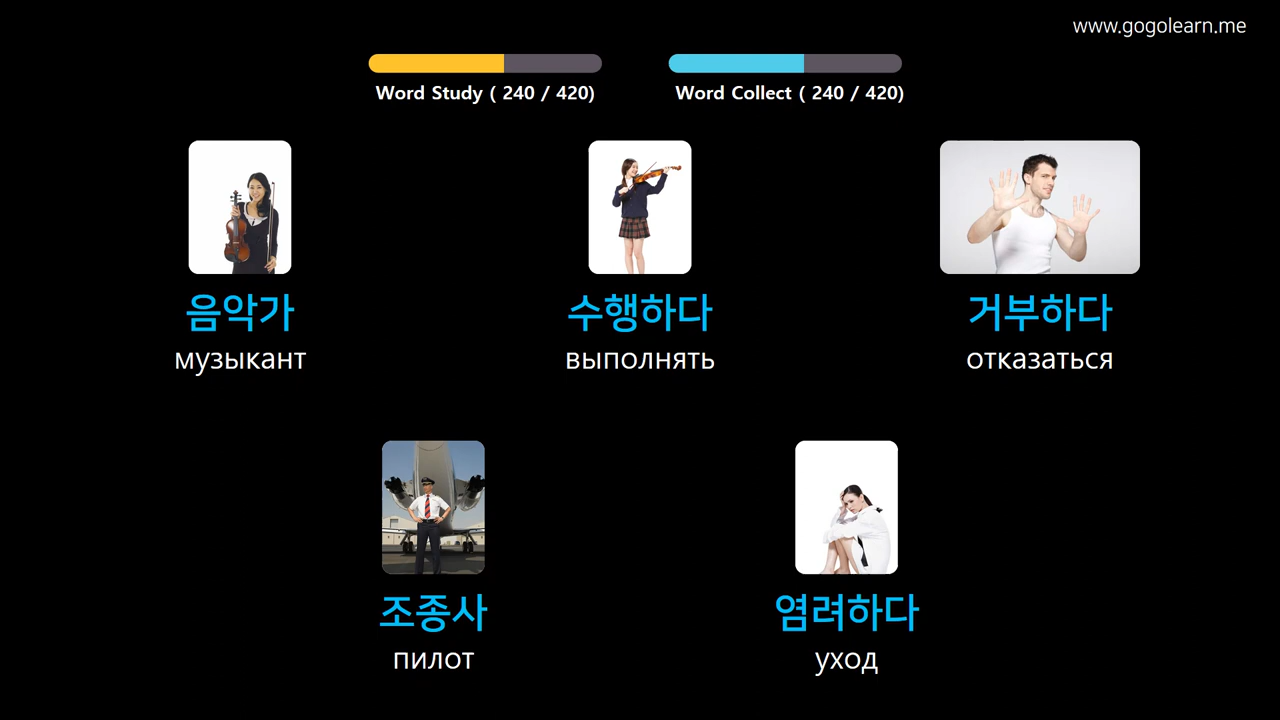 www.gogolearn.me
Word Study ( 240 / 420)
Word Collect ( 240 / 420)
음악가
музыкант
수행하다
выполнять
거부하다
отказаться
조종사
пилот
염려하다
уход